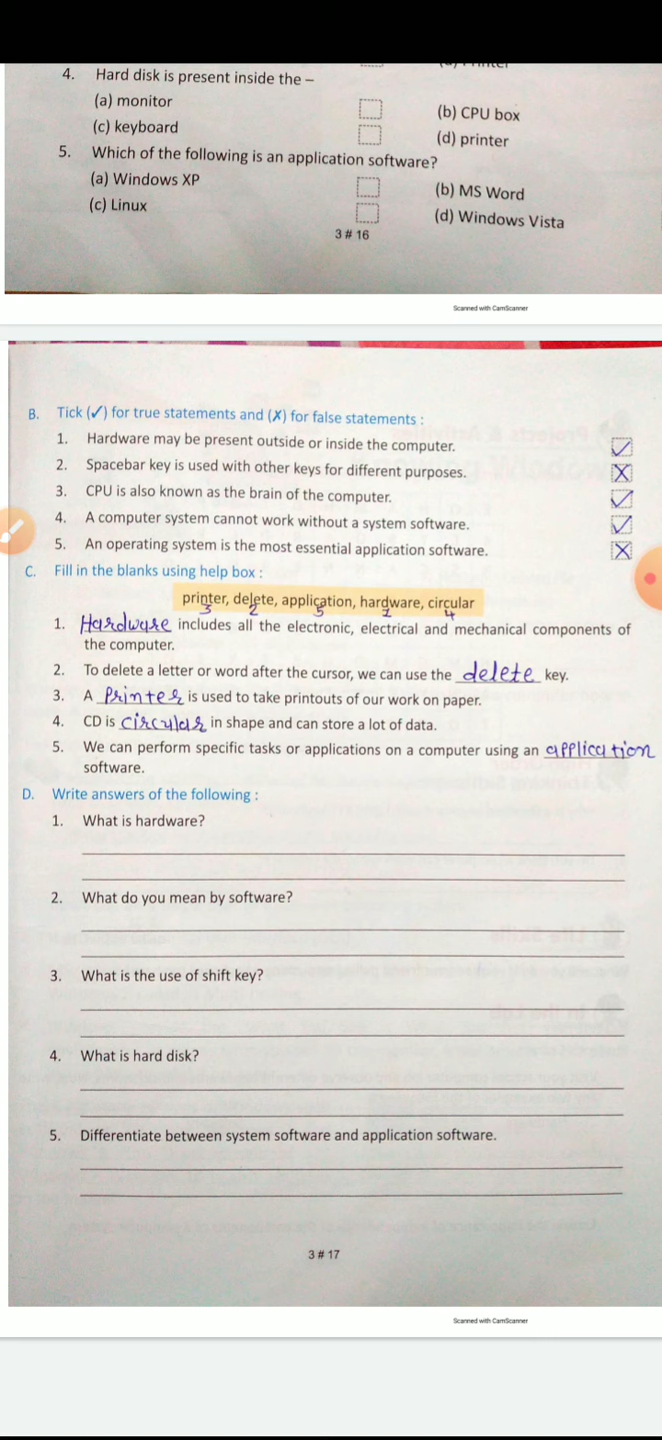 4. Hard disk is present inside the –
(a) monitor (b) CPU box
(c) keyboard (d) printer
5. Which of the following is an application software?
(a) Windows XP (b) MS Word
(c) Linux (d) Windows Vista
3 # 16
Scanned with CamScanner
B. Tick (✓) for true statements and (✗) for false statements :
1. Hardware may be present outside or inside the computer. ✓
2. Spacebar key is used with other keys for different purposes. X
3. CPU is also known as the brain of the computer. ✓
4. A computer system cannot work without a system software. ✓
5. An operating system is the most essential application software. X
C. Fill in the blanks using help box :
printer, delete, application, hardware, circular
3 2 5 1 4
1. Hardware includes all the electronic, electrical and mechanical components of
the computer.
2. To delete a letter or word after the cursor, we can use the delete key.
3. A Printer is used to take printouts of our work on paper.
4. CD is circular in shape and can store a lot of data.
5. We can perform specific tasks or applications on a computer using an application
software.
D. Write answers of the following :
1. What is hardware?
2. What do you mean by software?
3. What is the use of shift key?
4. What is hard disk?
5. Differentiate between system software and application software.
3 # 17
Scanned with CamScanner